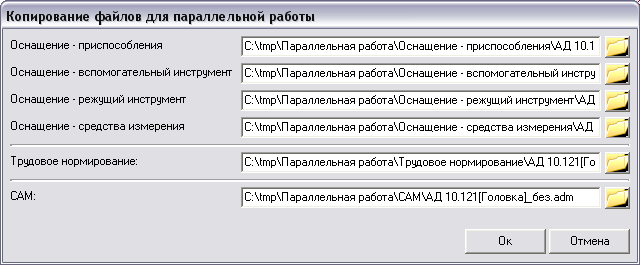 Копирование файлов для параллельной работы
Оснащение - приспособления C:\tmp\Параллельная работа\Оснащение - приспособления\АД 10.1
Оснащение - вспомогательный инструмент C:\tmp\Параллельная работа\Оснащение - вспомогательный инстру
Оснащение - режущий инструмент C:\tmp\Параллельная работа\Оснащение - режущий инструмент\АД
Оснащение - средства измерения C:\tmp\Параллельная работа\Оснащение - средства измерения\АД
Трудовое нормирование: C:\tmp\Параллельная работа\Трудовое нормирование\АД 10.121[Го
САМ: C:\tmp\Параллельная работа\САМ\АД 10.121[Головка]_без.adm
Ок Отмена